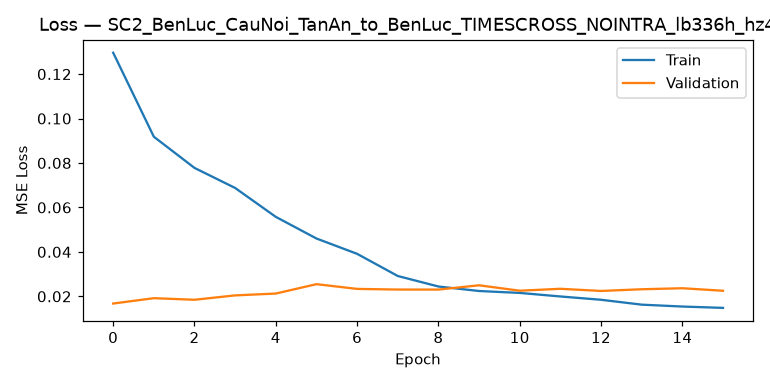 Loss — SC2_BenLuc_CauNoi_TanAn_to_BenLuc_TIMESCROSS_NOINTRA_lb336h_hz4
Train
Validation
0.12
0.10
0.08
0.06
0.04
0.02
MSE Loss
0 2 4 6 8 10 12 14
Epoch